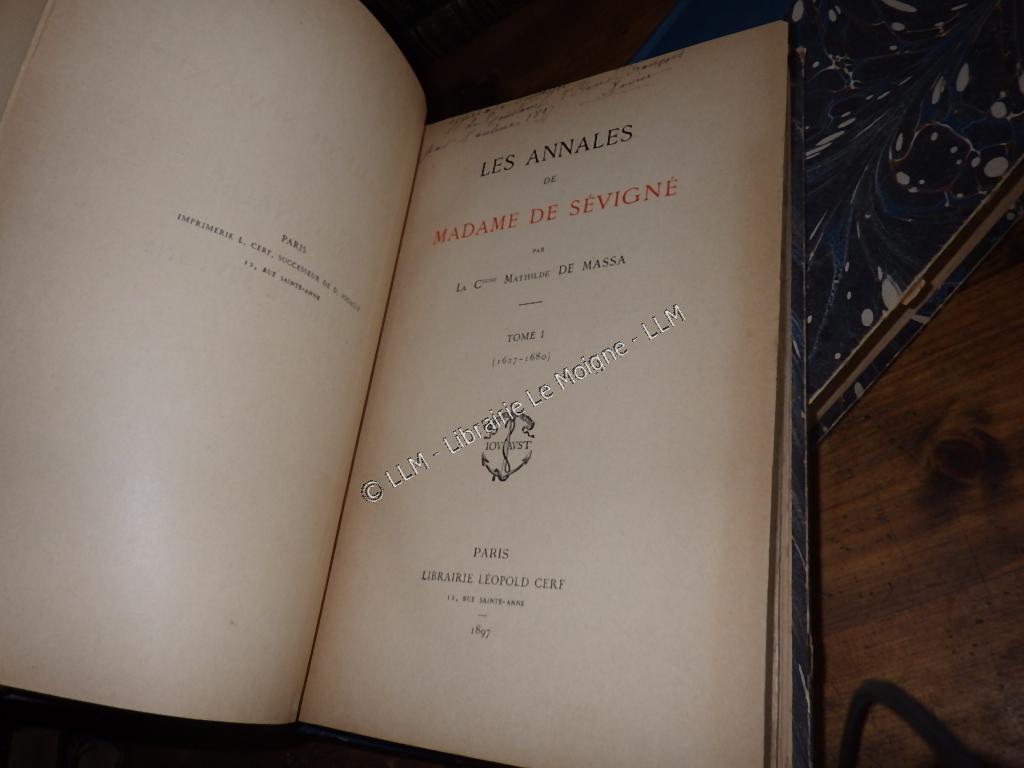 PARIS
IMPRIMERIE L. CERF, SUCCESSEUR DE D. JOUAUST
12, RUE SAINTE-ANNE
LES ANNALES
DE
MADAME DE SÉVIGNÉ
PAR
LA Ctesse MATHILDE DE MASSA
TOME I
(1627-1680)
© LLM - Librairie Le Moigne - LLM
IOVAVST
PARIS
LIBRAIRIE LÉOPOLD CERF
12, RUE SAINTE-ANNE
1897